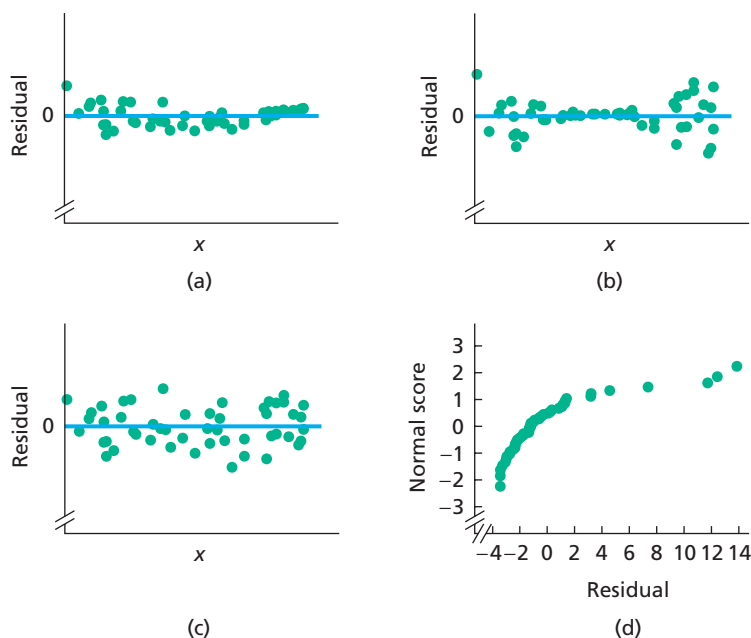 Residual
0
x
(a)
Residual
0
x
(b)
Residual
0
x
(c)
Normal score
3
2
1
0
−1
−2
−3
−4 −2 0 2 4 6 8 10 12 14
Residual
(d)